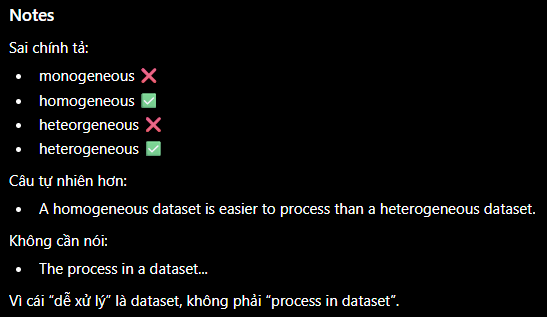 Notes
Sai chính tả:
• monogeneous ❌
• homogeneous ✅
• heteorgeneous ❌
• heterogeneous ✅
Câu tự nhiên hơn:
• A homogeneous dataset is easier to process than a heterogeneous dataset.
Không cần nói:
• The process in a dataset...
Vì cái “dễ xử lý” là dataset, không phải “process in dataset”.